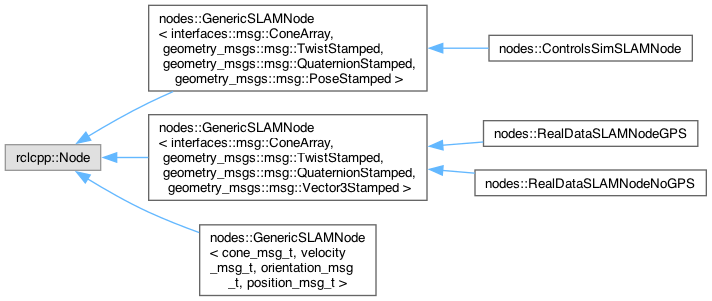 rclcpp::Node
nodes::GenericSLAMNode
< interfaces::msg::ConeArray,
geometry_msgs::msg::TwistStamped,
geometry_msgs::msg::QuaternionStamped,
geometry_msgs::msg::PoseStamped >
nodes::ControlsSimSLAMNode
nodes::GenericSLAMNode
< interfaces::msg::ConeArray,
geometry_msgs::msg::TwistStamped,
geometry_msgs::msg::QuaternionStamped,
geometry_msgs::msg::Vector3Stamped >
nodes::RealDataSLAMNodeGPS
nodes::RealDataSLAMNodeNoGPS
nodes::GenericSLAMNode
< cone_msg_t, velocity
_msg_t, orientation_msg
_t, position_msg_t >